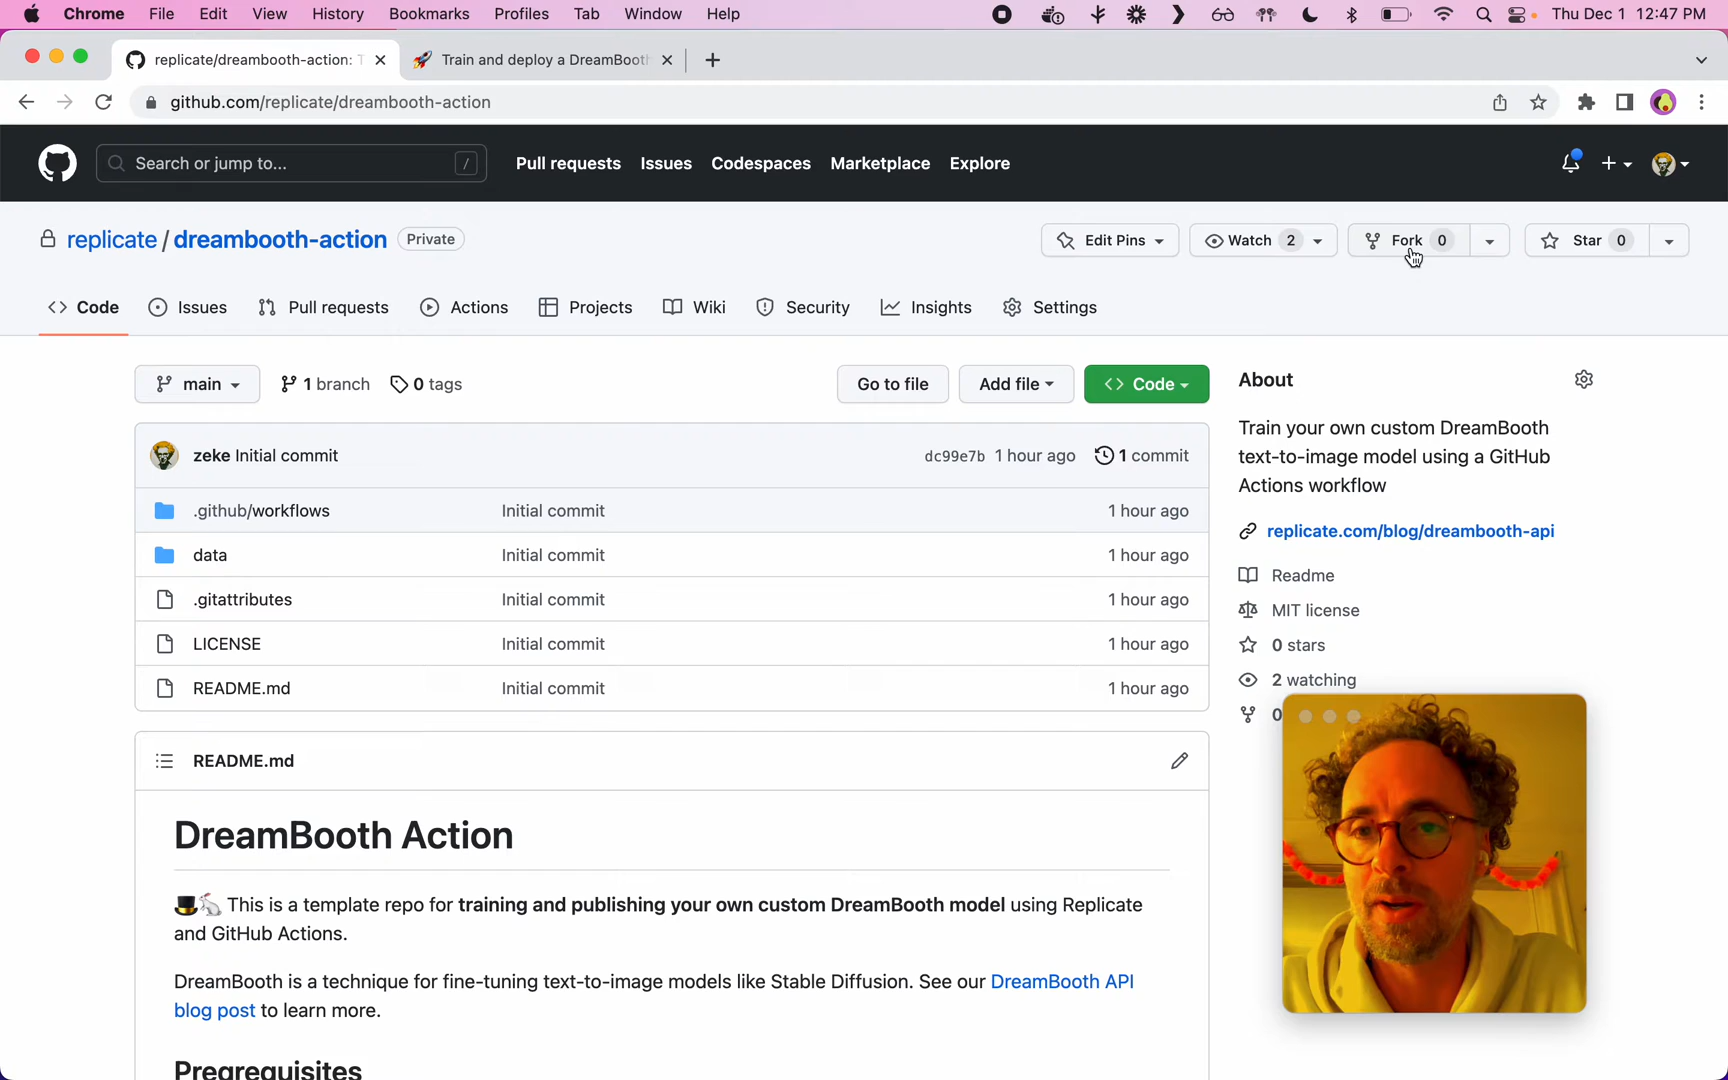 Chrome File Edit View History Bookmarks Profiles Tab Window Help Thu Dec 1 12:47 PM
replicate/dreambooth-action: Train and deploy a DreamBooth
github.com/replicate/dreambooth-action
Search or jump to... / Pull requests Issues Codespaces Marketplace Explore
replicate / dreambooth-action Private Edit Pins Watch 2 Fork 0 Star 0
Code Issues Pull requests Actions Projects Wiki Security Insights Settings
main 1 branch 0 tags Go to file Add file Code About
Train your own custom DreamBooth
text-to-image model using a GitHub
Actions workflow
replicate.com/blog/dreambooth-api
Readme
MIT license
0 stars
2 watching
0
zeke Initial commit dc99e7b 1 hour ago 1 commit
.github/workflows Initial commit 1 hour ago
data Initial commit 1 hour ago
.gitattributes Initial commit 1 hour ago
LICENSE Initial commit 1 hour ago
README.md Initial commit 1 hour ago
README.md
DreamBooth Action
This is a template repo for training and publishing your own custom DreamBooth model using Replicate
and GitHub Actions.
DreamBooth is a technique for fine-tuning text-to-image models like Stable Diffusion. See our DreamBooth API
blog post to learn more.
Prerequisites